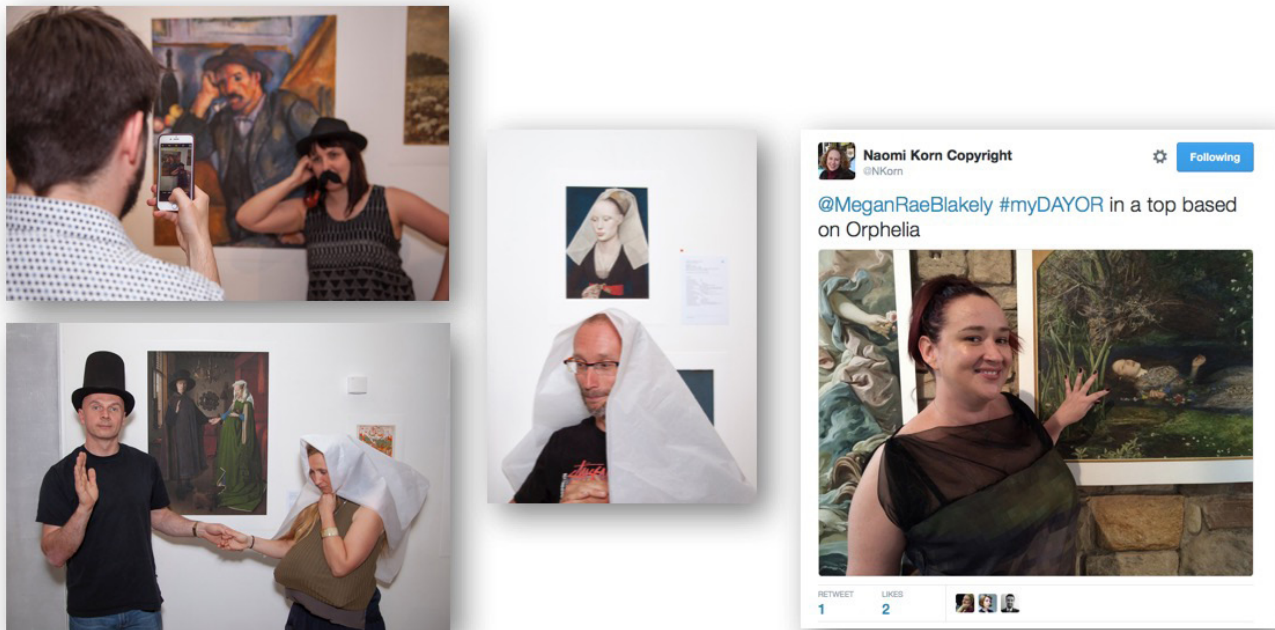 Naomi Korn Copyright
@NKorn
Following
@MeganRaeBlakely #myDAYOR in a top based
on Orphelia
RETWEET
1
LIKES
2